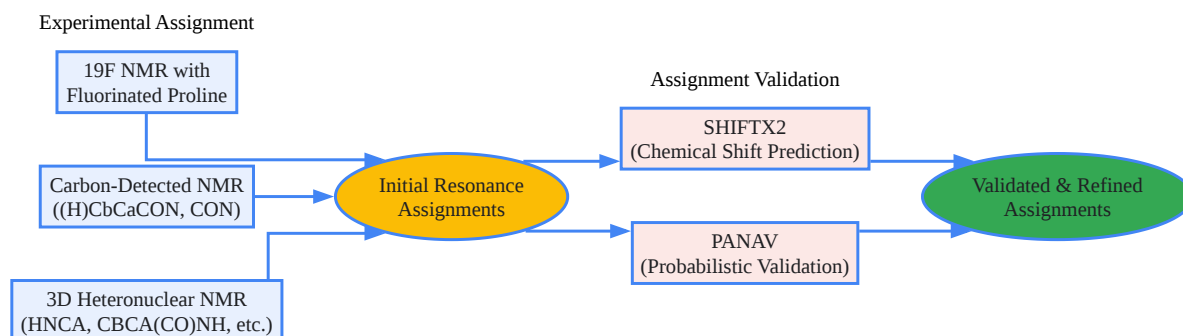 Experimental Assignment
19F NMR with
Fluorinated Proline
Carbon-Detected NMR
((H)CbCaCON, CON)
3D Heteronuclear NMR
(HNCA, CBCA(CO)NH, etc.)
Initial Resonance
Assignments
Assignment Validation
SHIFTX2
(Chemical Shift Prediction)
PANAV
(Probabilistic Validation)
Validated & Refined
Assignments